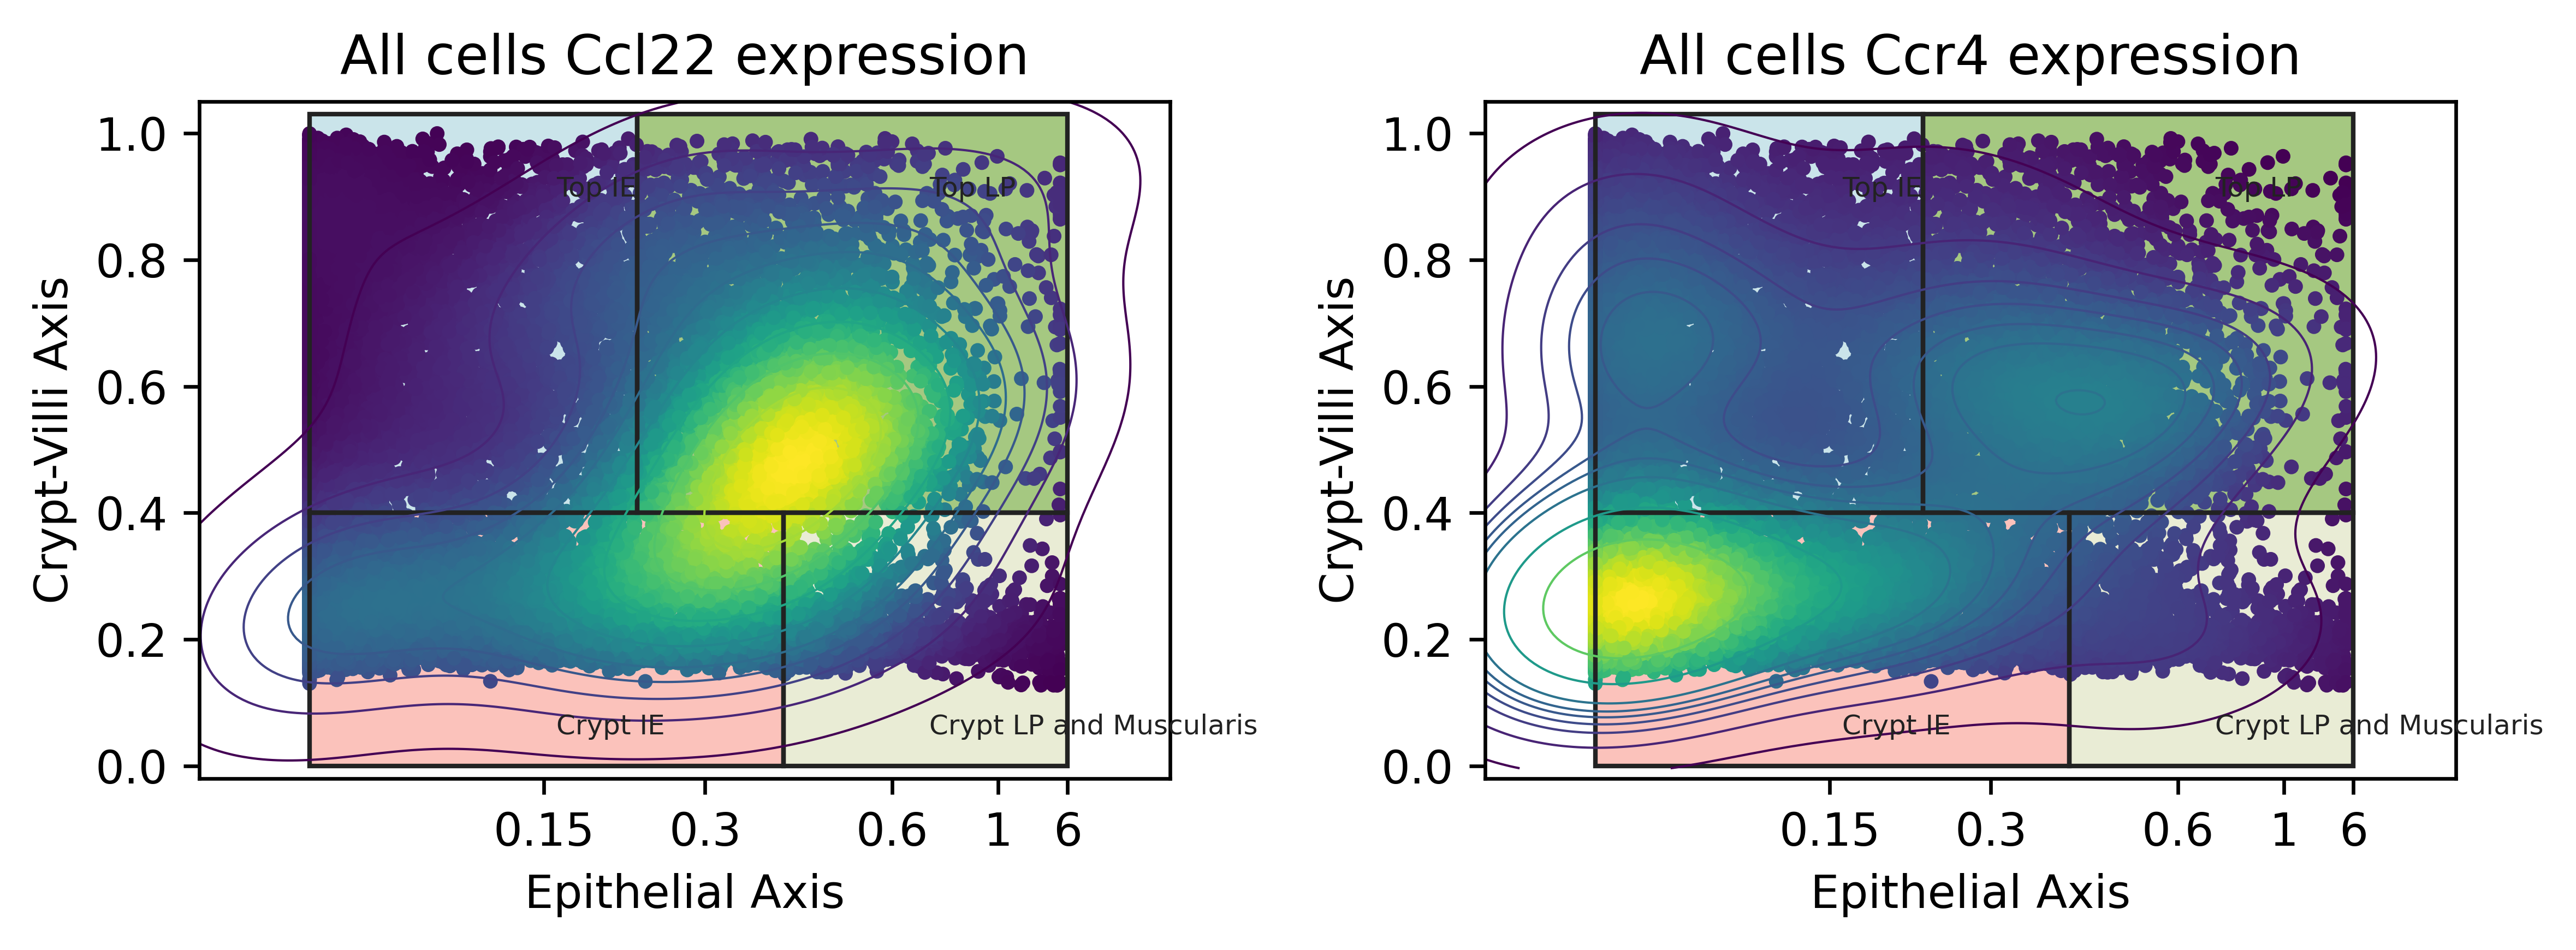 All cells Ccl22 expression
Crypt-Villi Axis
1.0
0.8
0.6
0.4
0.2
0.0
Top IE
Top LP
Crypt IE
Crypt LP and Muscularis
0.15 0.3 0.6 1 6
Epithelial Axis
All cells Ccr4 expression
Crypt-Villi Axis
1.0
0.8
0.6
0.4
0.2
0.0
Top IE
Top LP
Crypt IE
Crypt LP and Muscularis
0.15 0.3 0.6 1 6
Epithelial Axis